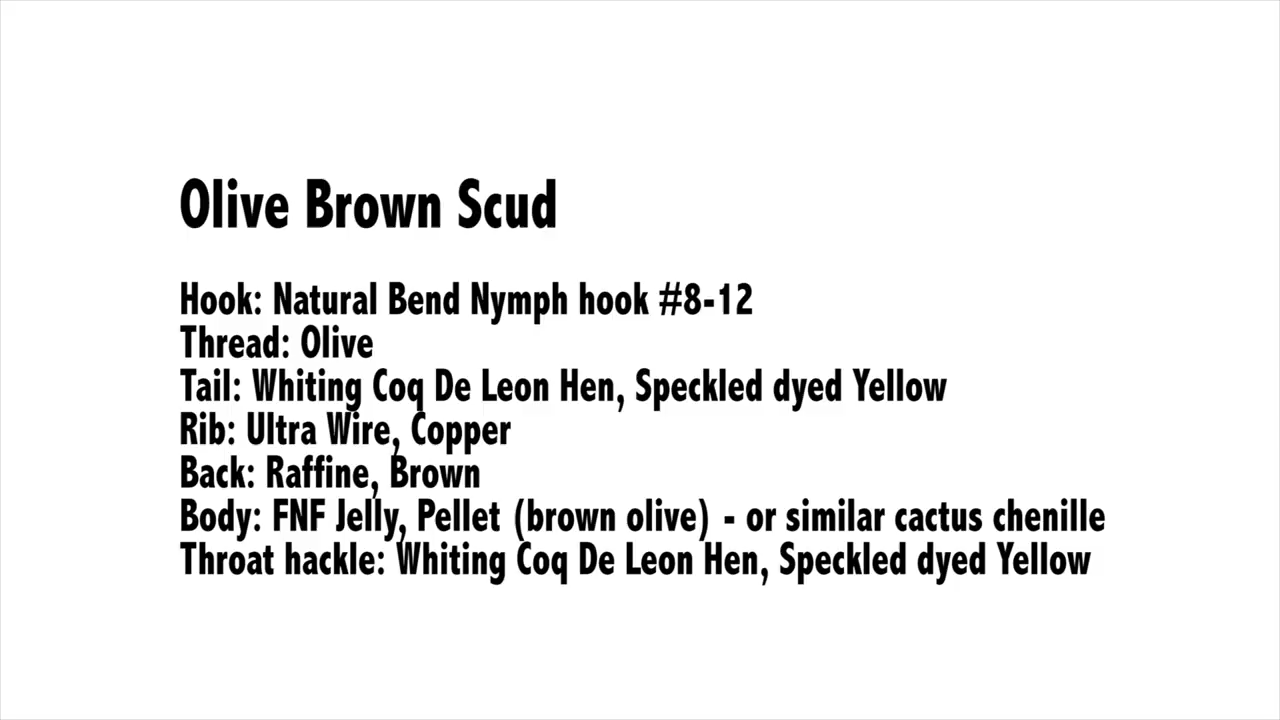 Olive Brown Scud
Hook: Natural Bend Nymph hook #8-12
Thread: Olive
Tail: Whiting Coq De Leon Hen, Speckled dyed Yellow
Rib: Ultra Wire, Copper
Back: Raffine, Brown
Body: FNF Jelly, Pellet (brown olive) - or similar cactus chenille
Throat hackle: Whiting Coq De Leon Hen, Speckled dyed Yellow